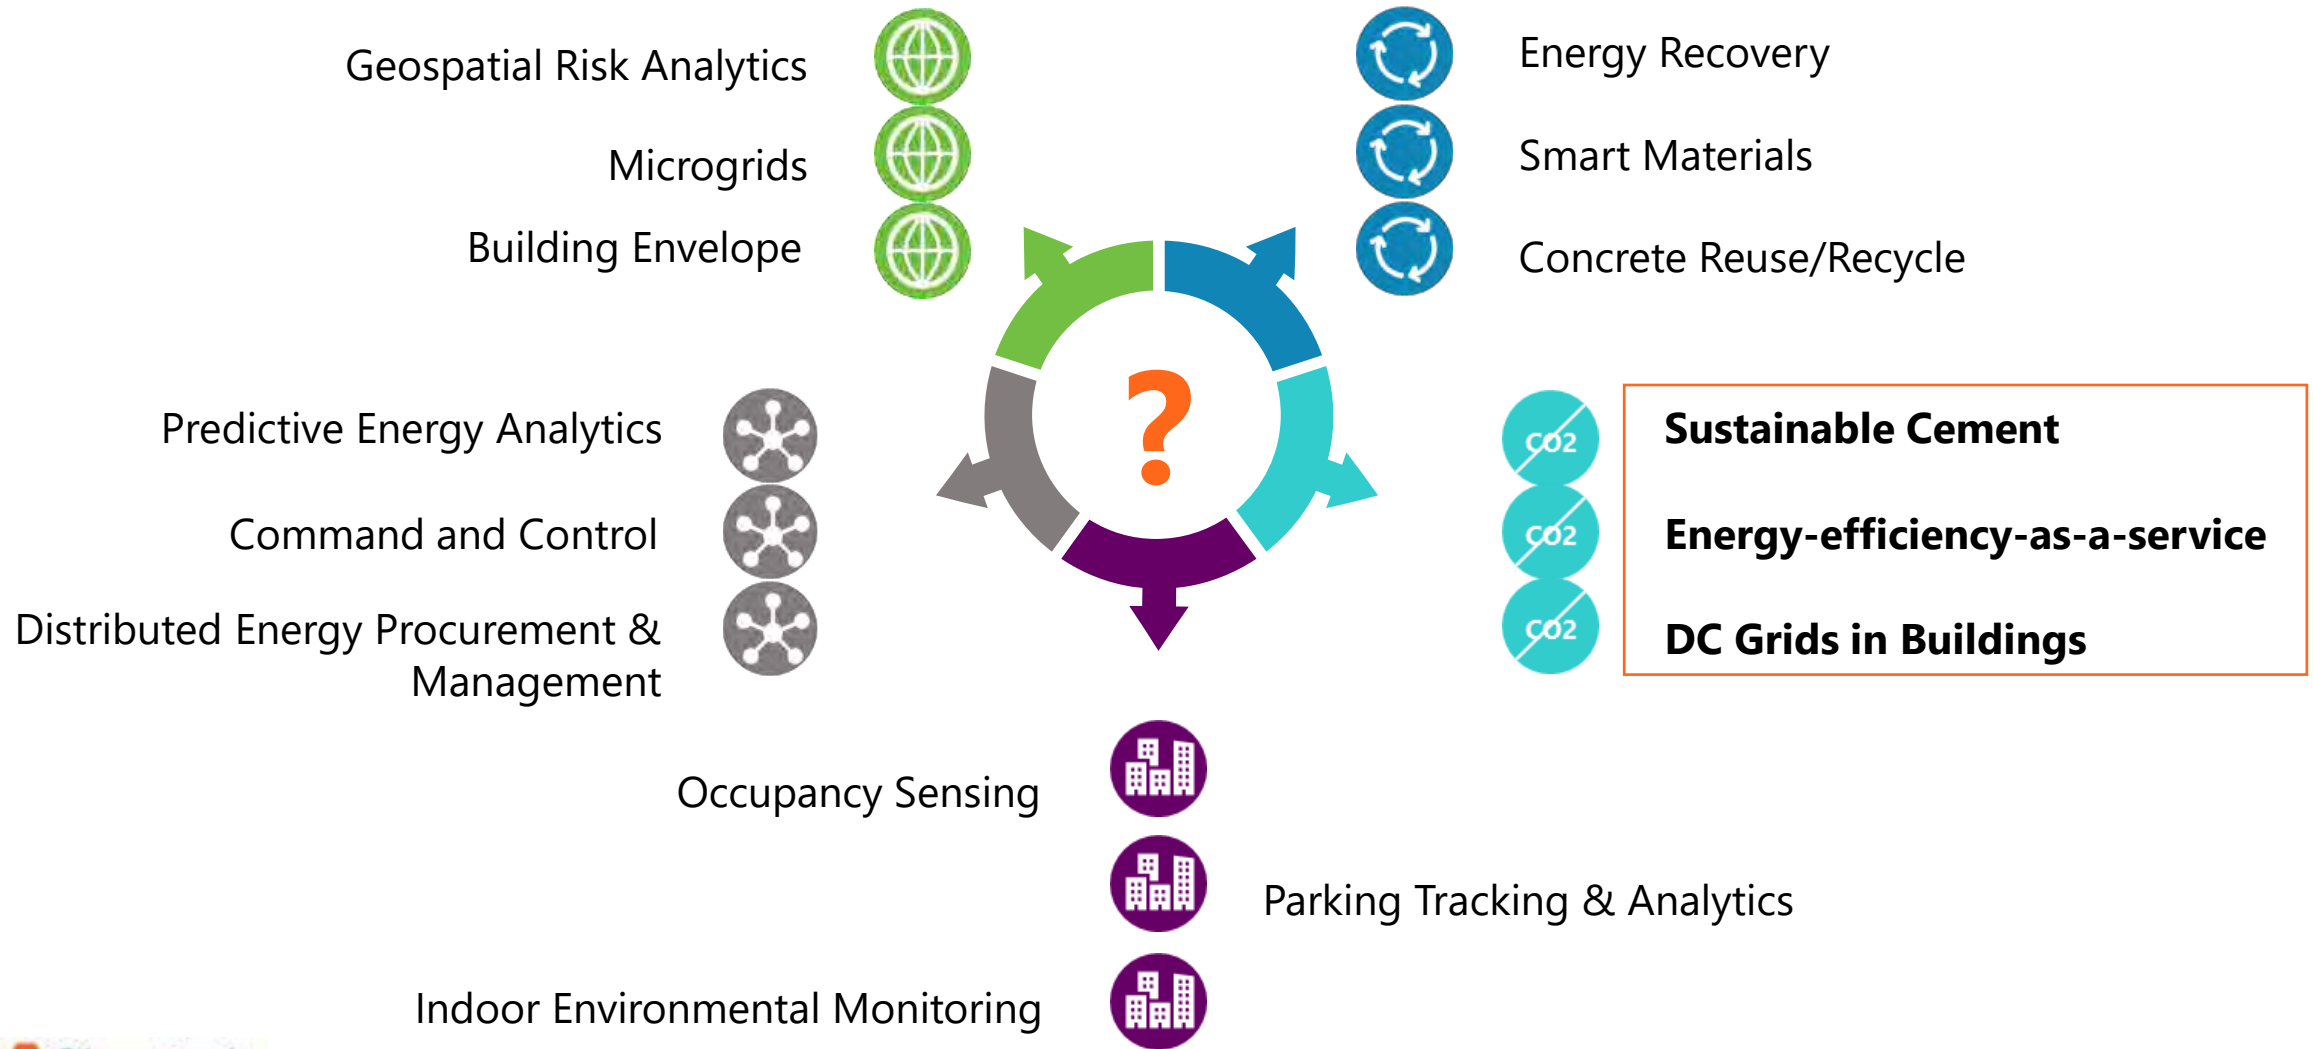 Geospatial Risk Analytics
Microgrids
Building Envelope
Energy Recovery
Smart Materials
Concrete Reuse/Recycle
?
Predictive Energy Analytics
Command and Control
Distributed Energy Procurement &
Management
CO2
CO2
CO2
Sustainable Cement
Energy-efficiency-as-a-service
DC Grids in Buildings
Occupancy Sensing
Parking Tracking & Analytics
Indoor Environmental Monitoring